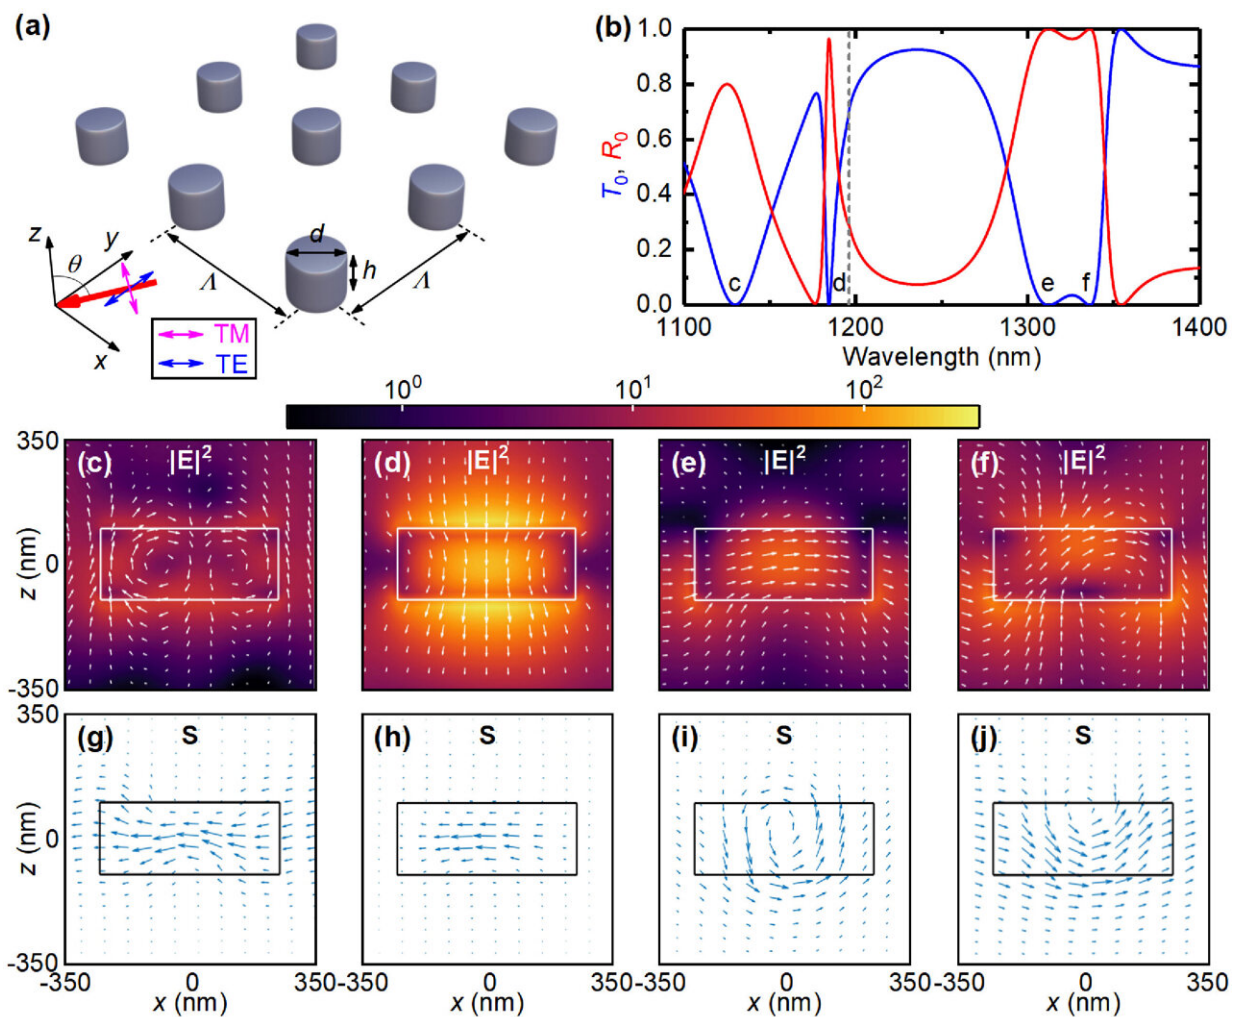 (a)
d
h
Λ
Λ
z
y
θ
x
TM
TE
(b)
1.0
0.8
0.6
0.4
0.2
0.0
T0, R0
c
d
e
f
1100
1200
1300
1400
Wavelength (nm)
10^0
10^1
10^2
350
0
-350
z (nm)
(c)
|E|^2
(d)
|E|^2
(e)
|E|^2
(f)
|E|^2
350
0
-350
z (nm)
(g)
S
(h)
S
(i)
S
(j)
S
-350
0
350
-350
0
350
-350
0
350
-350
0
350
x (nm)
x (nm)
x (nm)
x (nm)